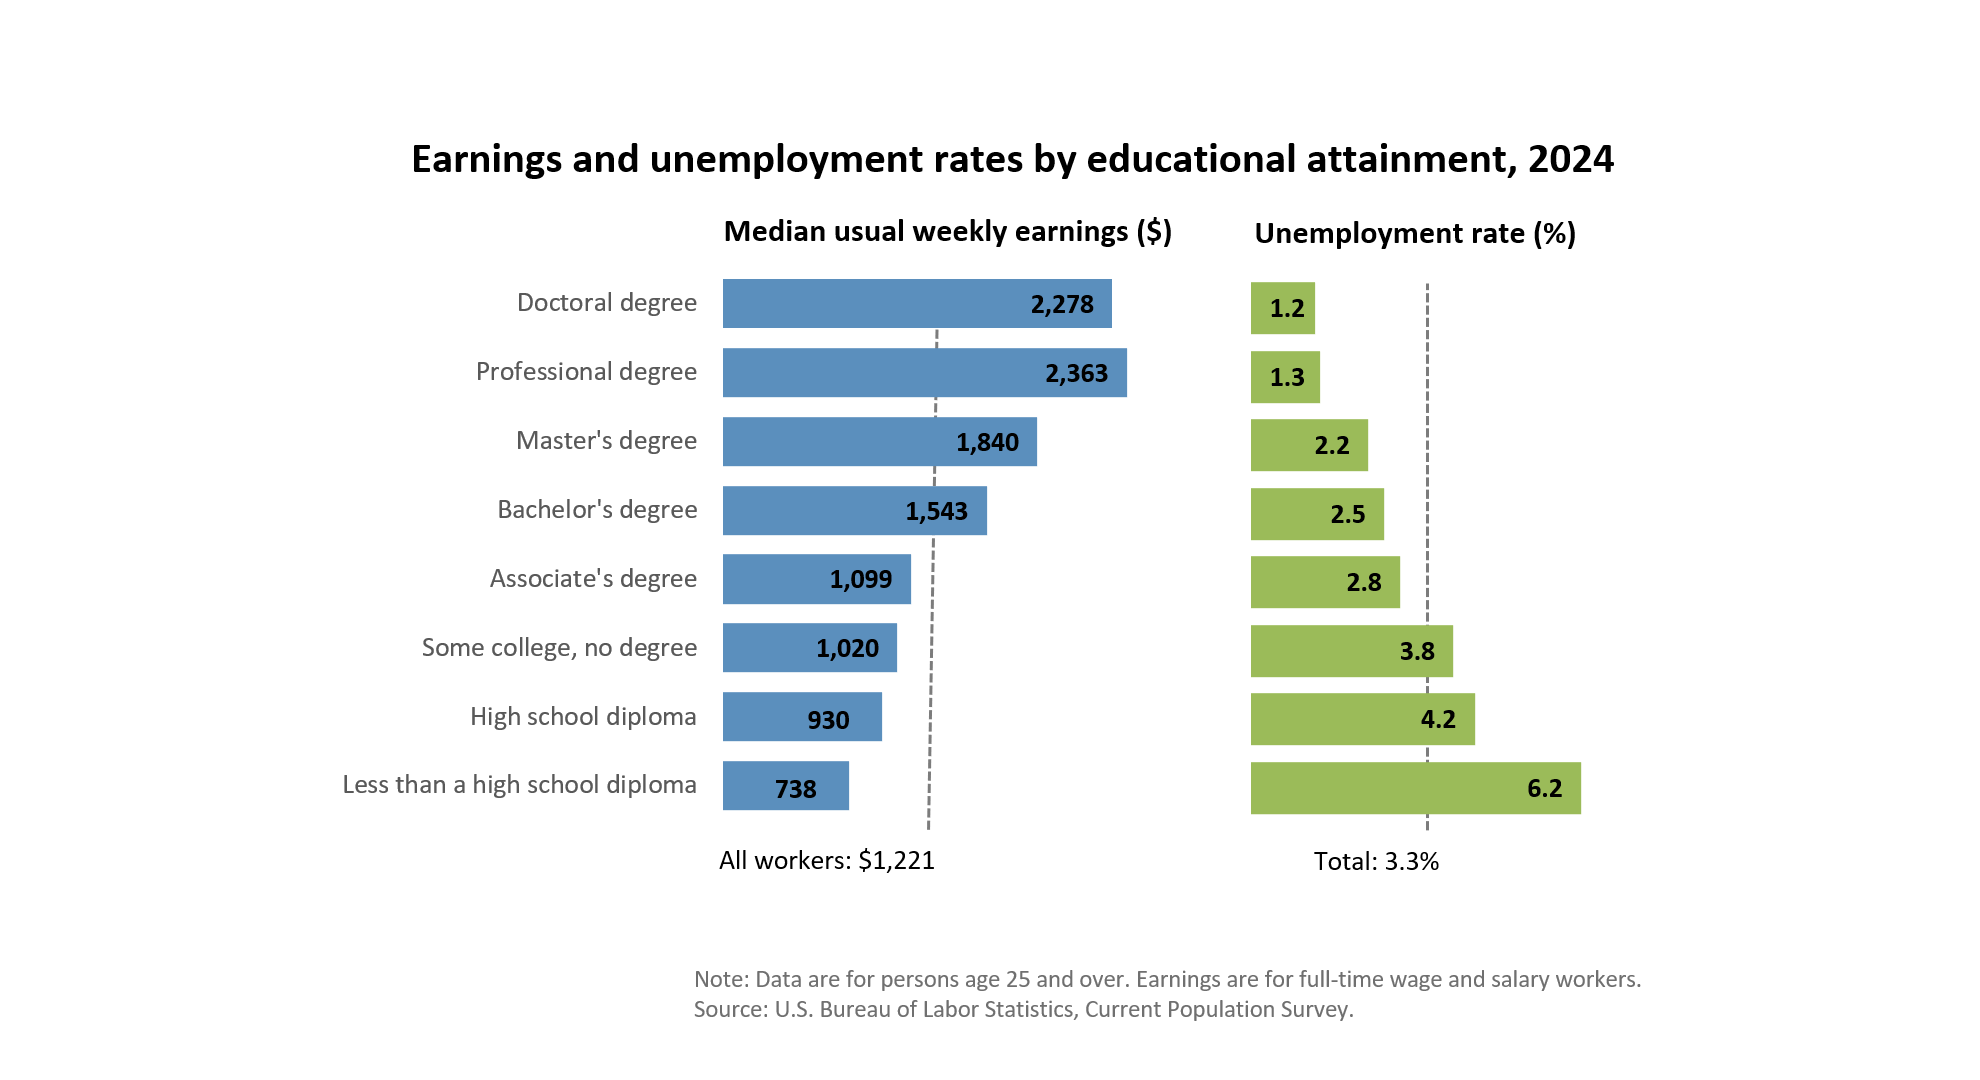 Earnings and unemployment rates by educational attainment, 2024
Median usual weekly earnings ($)
Unemployment rate (%)
Doctoral degree 2,278 1.2
Professional degree 2,363 1.3
Master's degree 1,840 2.2
Bachelor's degree 1,543 2.5
Associate's degree 1,099 2.8
Some college, no degree 1,020 3.8
High school diploma 930 4.2
Less than a high school diploma 738 6.2
All workers: $1,221
Total: 3.3%
Note: Data are for persons age 25 and over. Earnings are for full-time wage and salary workers.
Source: U.S. Bureau of Labor Statistics, Current Population Survey.